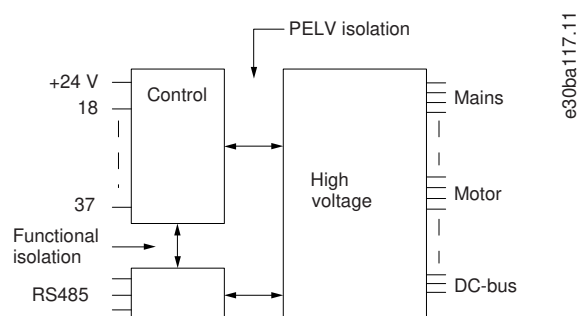 PELV isolation
+24 V
Control
18
Mains
High
voltage
37
Motor
Functional
isolation
RS485
DC-bus
e30ba117.11